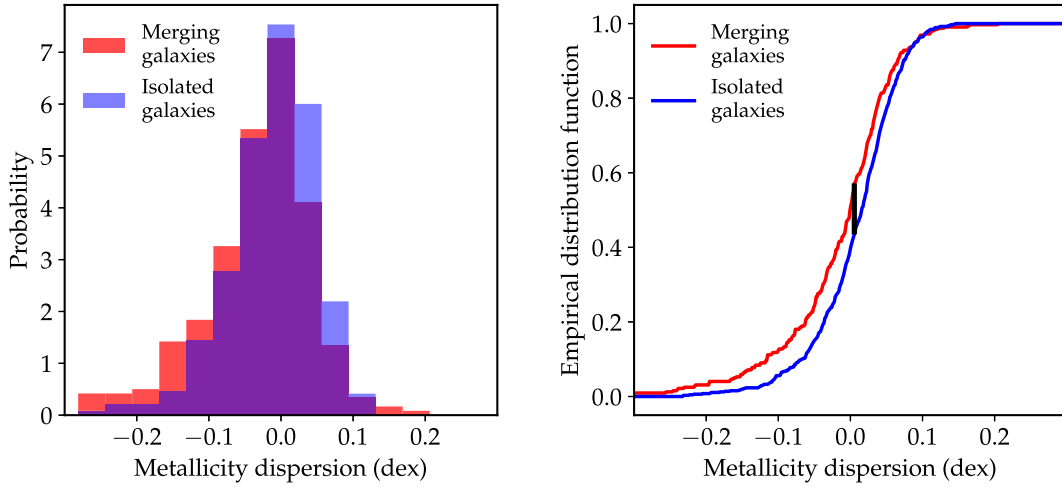 Merging
galaxies
Isolated
galaxies
Probability
7
6
5
4
3
2
1
0
−0.2
−0.1
0.0
0.1
0.2
Metallicity dispersion (dex)
Merging
galaxies
Isolated
galaxies
Empirical distribution function
1.0
0.8
0.6
0.4
0.2
0.0
−0.2
−0.1
0.0
0.1
0.2
Metallicity dispersion (dex)